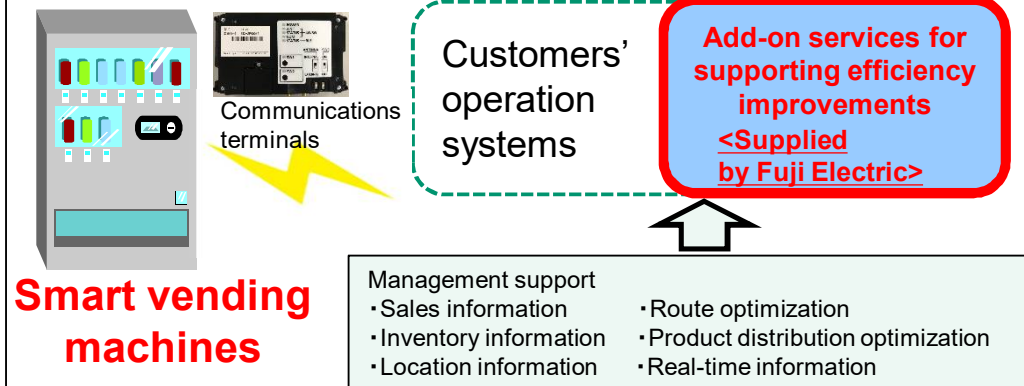 Communications
terminals
Customers’
operation
systems
Add-on services for
supporting efficiency
improvements
<Supplied
by Fuji Electric>
Smart vending
machines
Management support
・Sales information
・Inventory information
・Location information
・Route optimization
・Product distribution optimization
・Real-time information